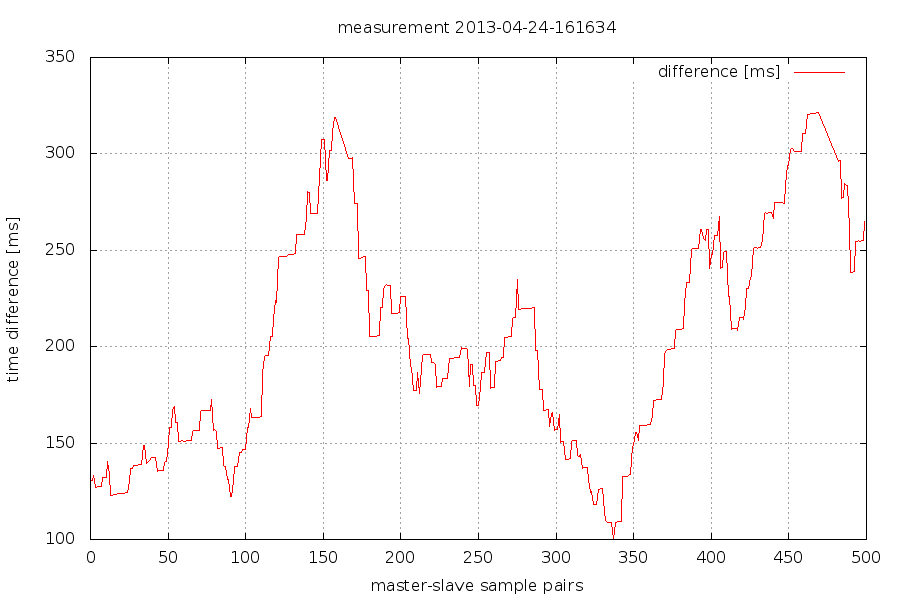 measurement 2013-04-24-161634
difference [ms]
time difference [ms]
350
300
250
200
150
100
0 50 100 150 200 250 300 350 400 450 500
master-slave sample pairs